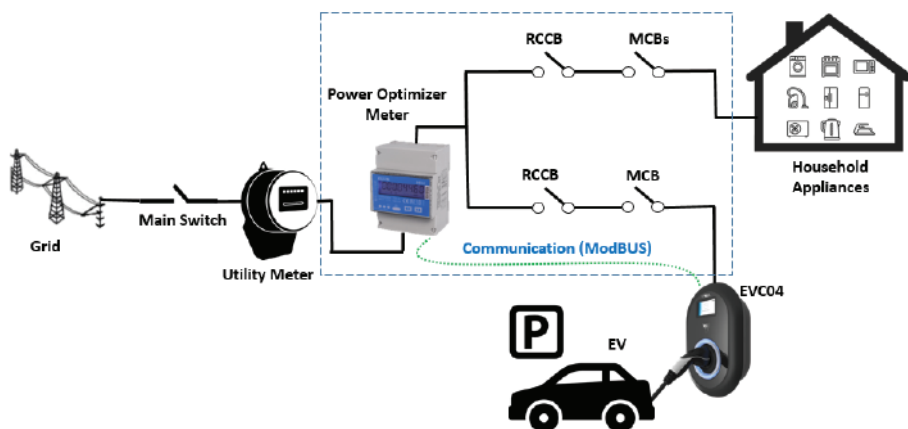 RCCB
MCBs
Power Optimizer
Meter
Household
Appliances
RCCB
MCB
Main Switch
Grid
Communication (ModBUS)
Utility Meter
EVC04
P
EV